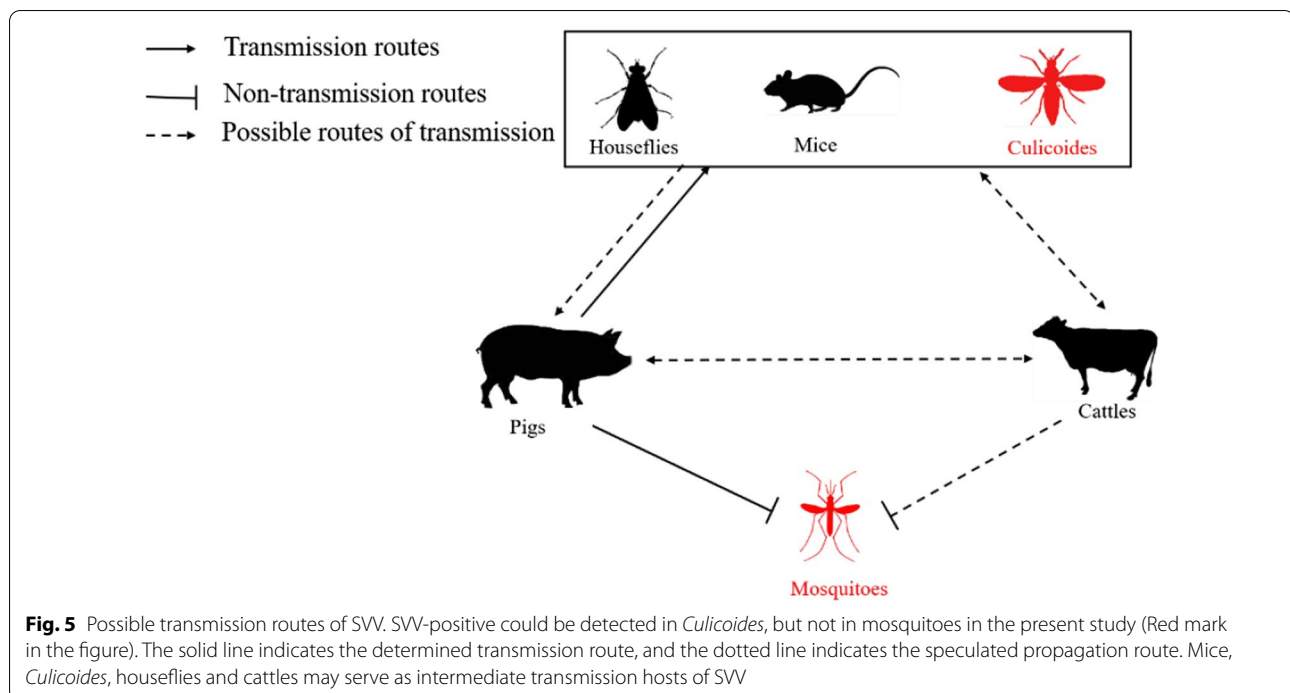 Transmission routes
Non-transmission routes
Possible routes of transmission
Houseflies
Mice
Culicoides
Pigs
Cattles
Mosquitoes
Fig. 5 Possible transmission routes of SVV. SVV-positive could be detected in Culicoides, but not in mosquitoes in the present study (Red mark
in the figure). The solid line indicates the determined transmission route, and the dotted line indicates the speculated propagation route. Mice,
Culicoides, houseflies and cattles may serve as intermediate transmission hosts of SVV